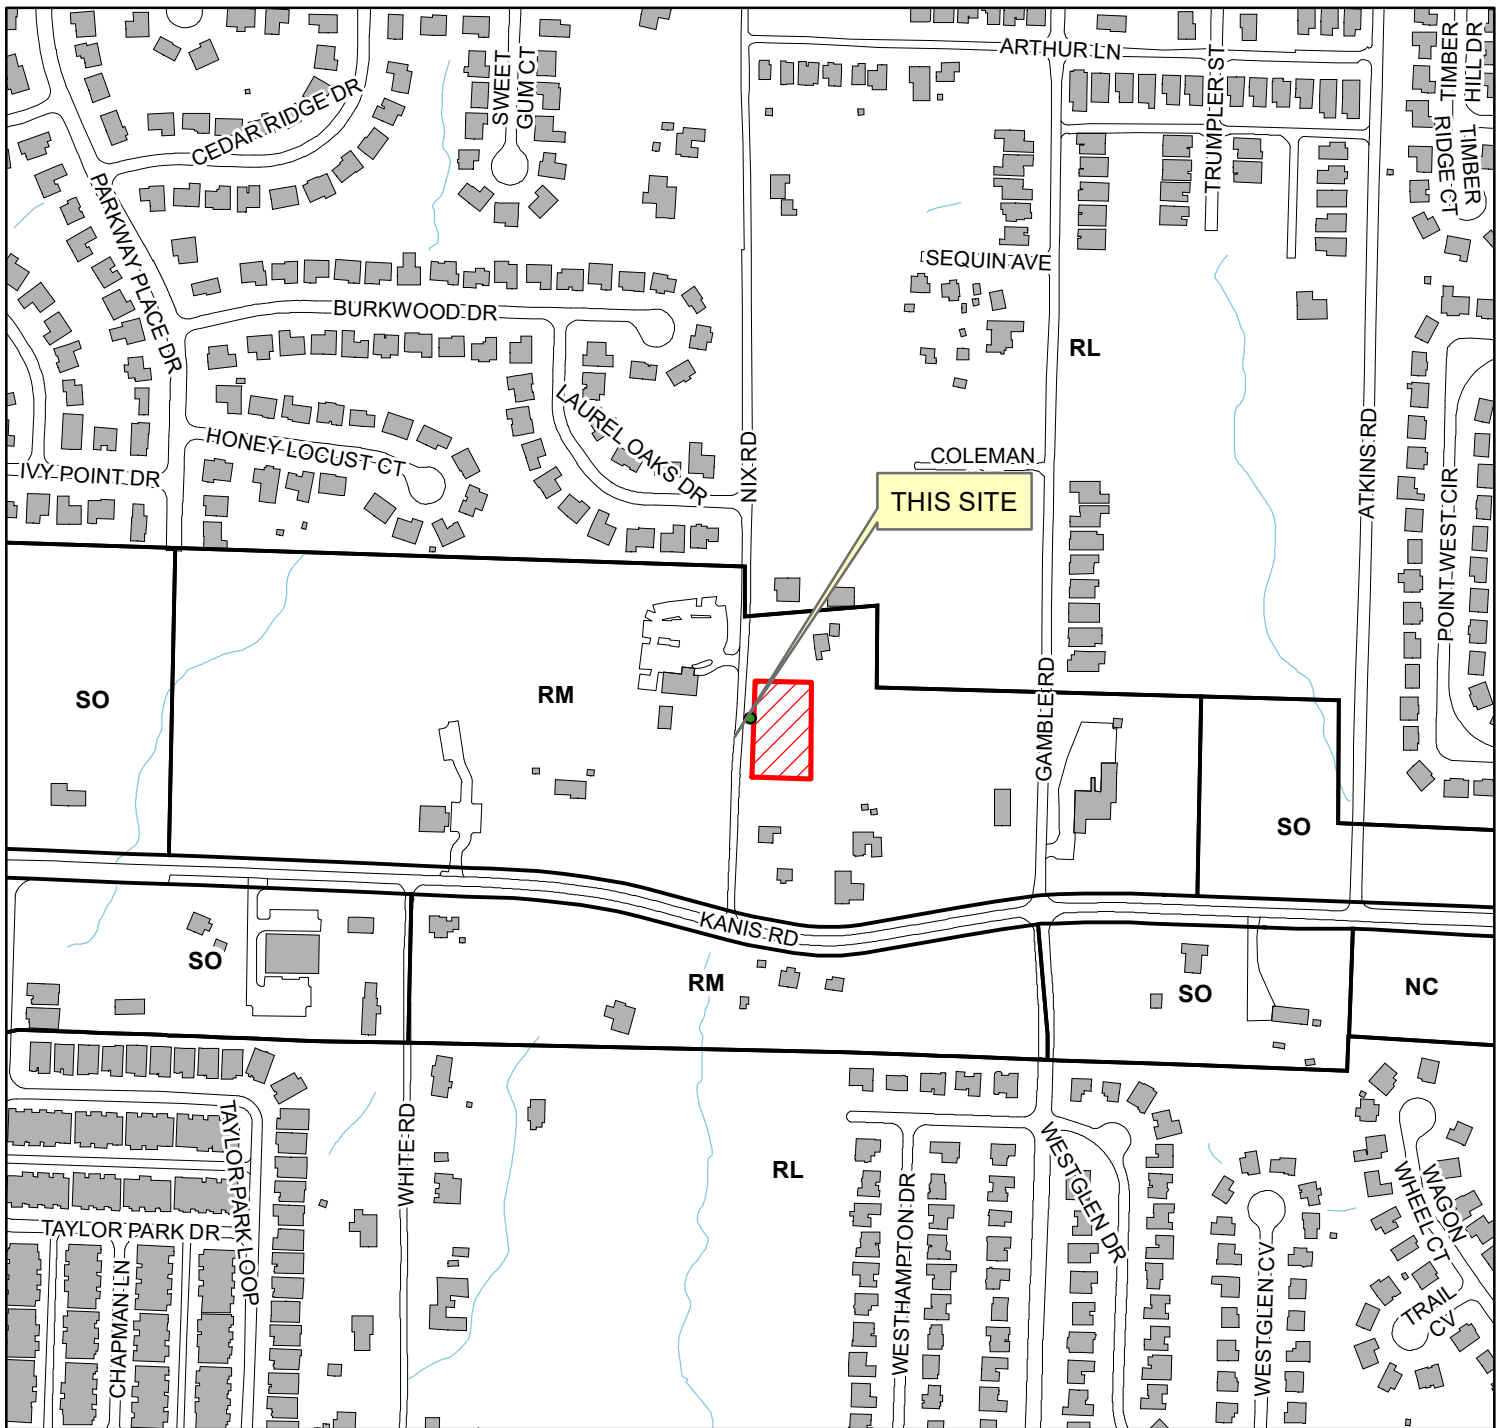 ARTHUR LN
SWEET
GUM CT
TIMBER
HILL DR
TIMBER
RIDGE CT
TRUMPLER ST
CEDAR RIDGE DR
PARKWAY PLACE DR
SEQUIN AVE
BURKWOOD DR
RL
LAUREL OAKS DR
HONEY LOCUST CT
IVY POINT DR
NIX RD
COLEMAN
ATKINS RD
POINT WEST CIR
THIS SITE
SO
RM
GAMBLE RD
SO
KANIS RD
SO
RM
SO
NC
TAYLOR PARK LOOP
WHITE RD
RL
WESTGLEN DR
WESTHAMPTON DR
WAGON
WHEEL CT
TAYLOR PARK DR
CHAPMAN LN
WESTGLEN CV
TRAIL
CV